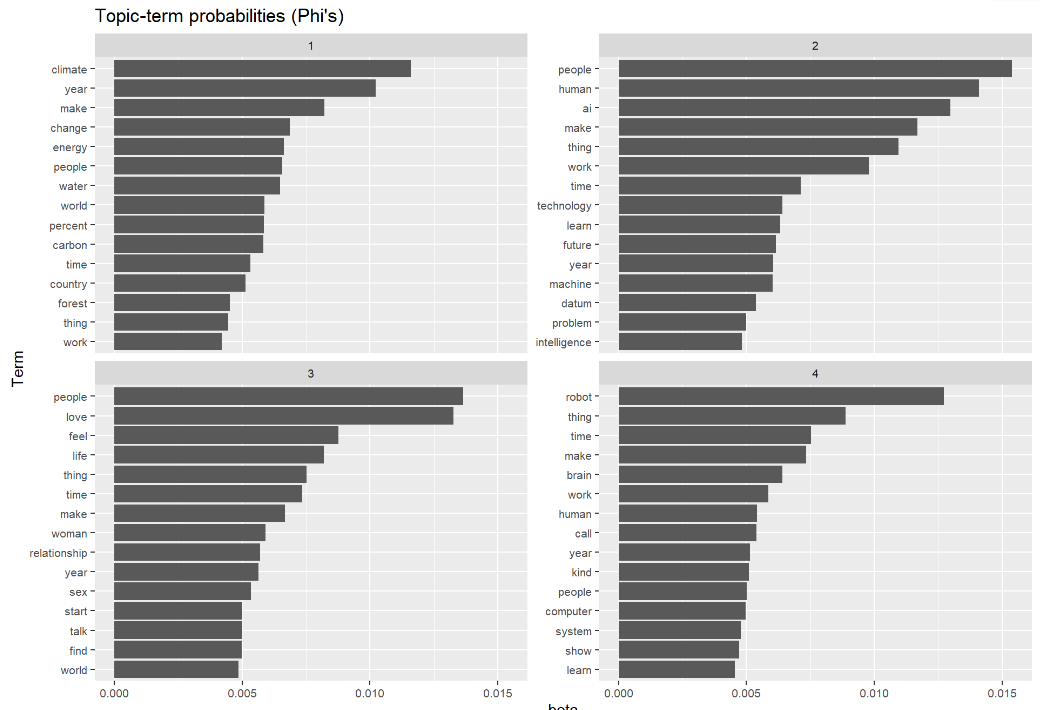 Topic-term probabilities (Phi's)
1
climate
year
make
change
energy
people
water
world
percent
carbon
time
country
forest
thing
work
2
people
human
ai
make
thing
work
time
technology
learn
future
year
machine
datum
problem
intelligence
Term
3
people
love
feel
life
thing
time
make
woman
relationship
year
sex
start
talk
find
world
0.000 0.005 0.010 0.015
4
robot
thing
time
make
brain
work
human
call
year
kind
people
computer
system
show
learn
0.000 0.005 0.010 0.015
beta